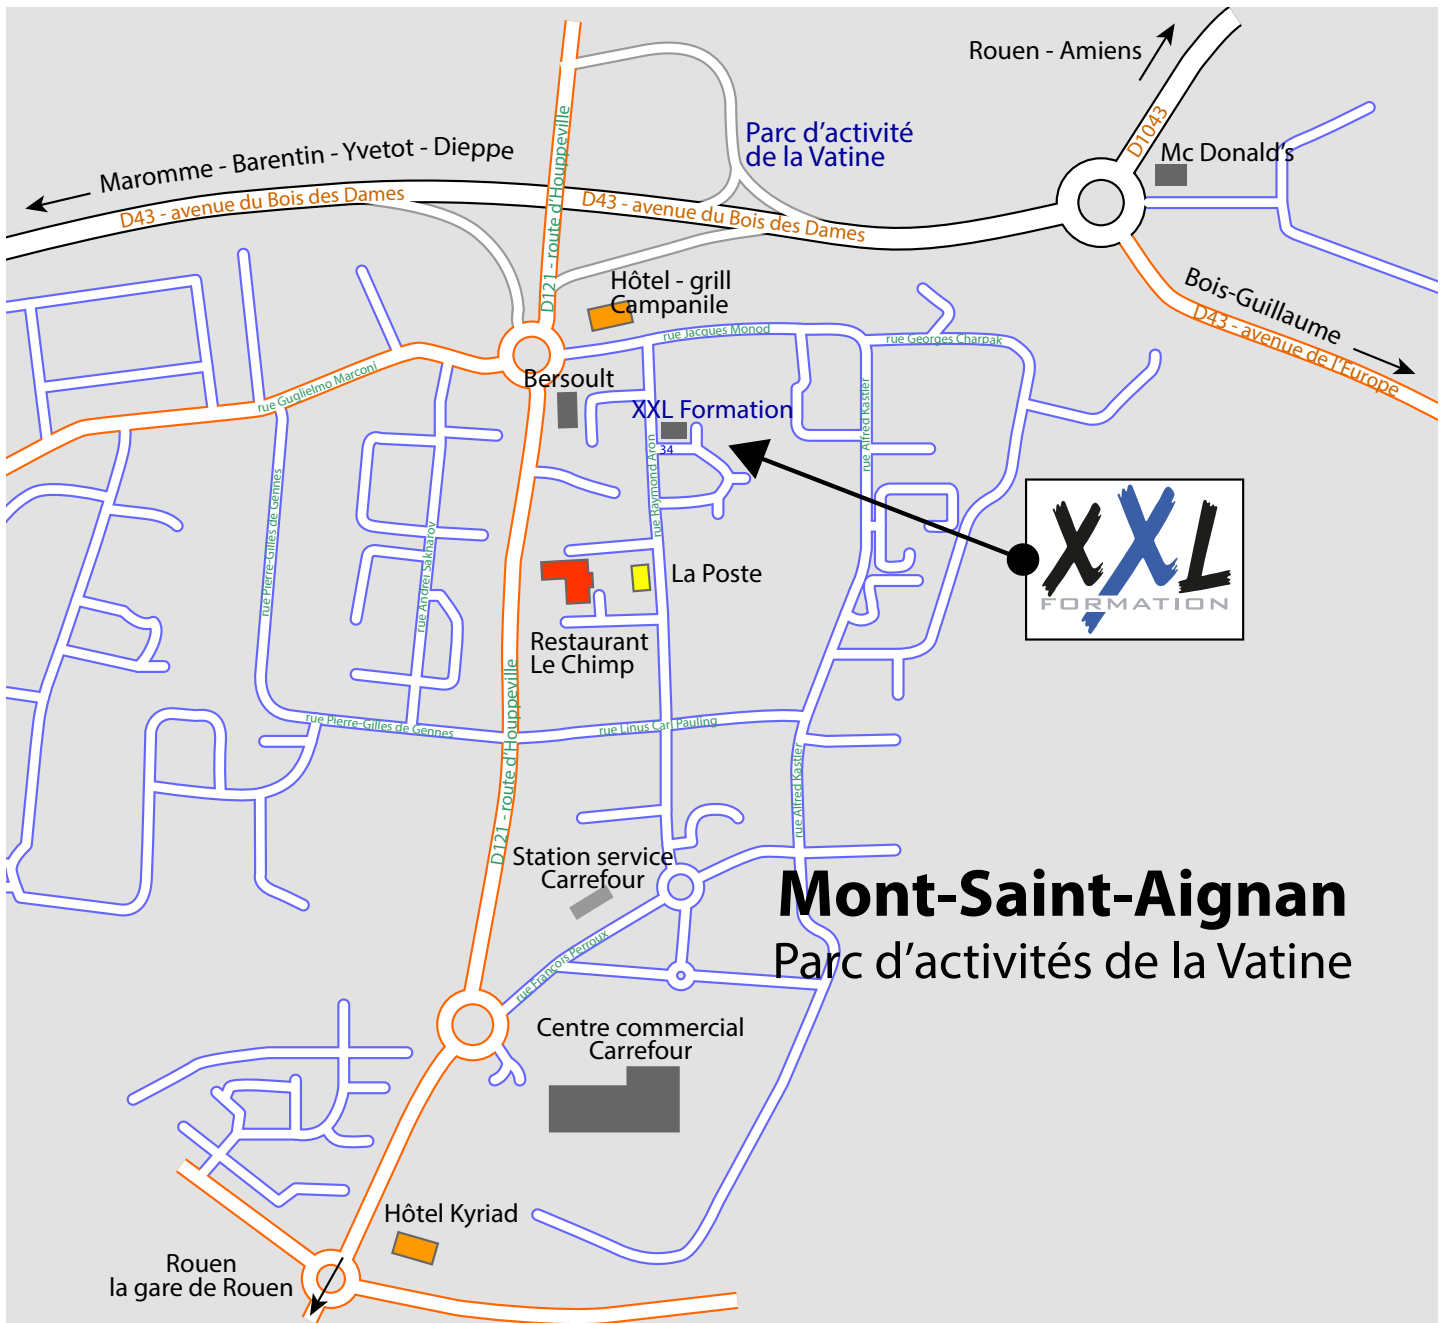 Rouen - Amiens
D1043
Mc Donald's
Parc d'activité
de la Vatine
Maromme - Barentin - Yvetot - Dieppe
D43 - avenue du Bois des Dames
D121 - route d'Houppeville
D43 - avenue du Bois des Dames
Bois-Guillaume
D43 - avenue de l'Europe
Hôtel - grill
Campanile
rue Jacques Monod
rue Georges Charpak
rue Guglielmo Marconi
Bersoult
XXL Formation
34
rue Alfred Kastler
rue Raymond Aron
rue Pierre-Gilles de Gennes
rue Andreï Sakharov
XXL
FORMATION
La Poste
Restaurant
Le Chimp
rue Pierre-Gilles de Gennes
rue Linus Carl Pauling
D121 - route d'Houppeville
rue Alfred Kastler
Station service
Carrefour
Mont-Saint-Aignan
Parc d'activités de la Vatine
rue François Perroux
Centre commercial
Carrefour
Hôtel Kyriad
Rouen
la gare de Rouen